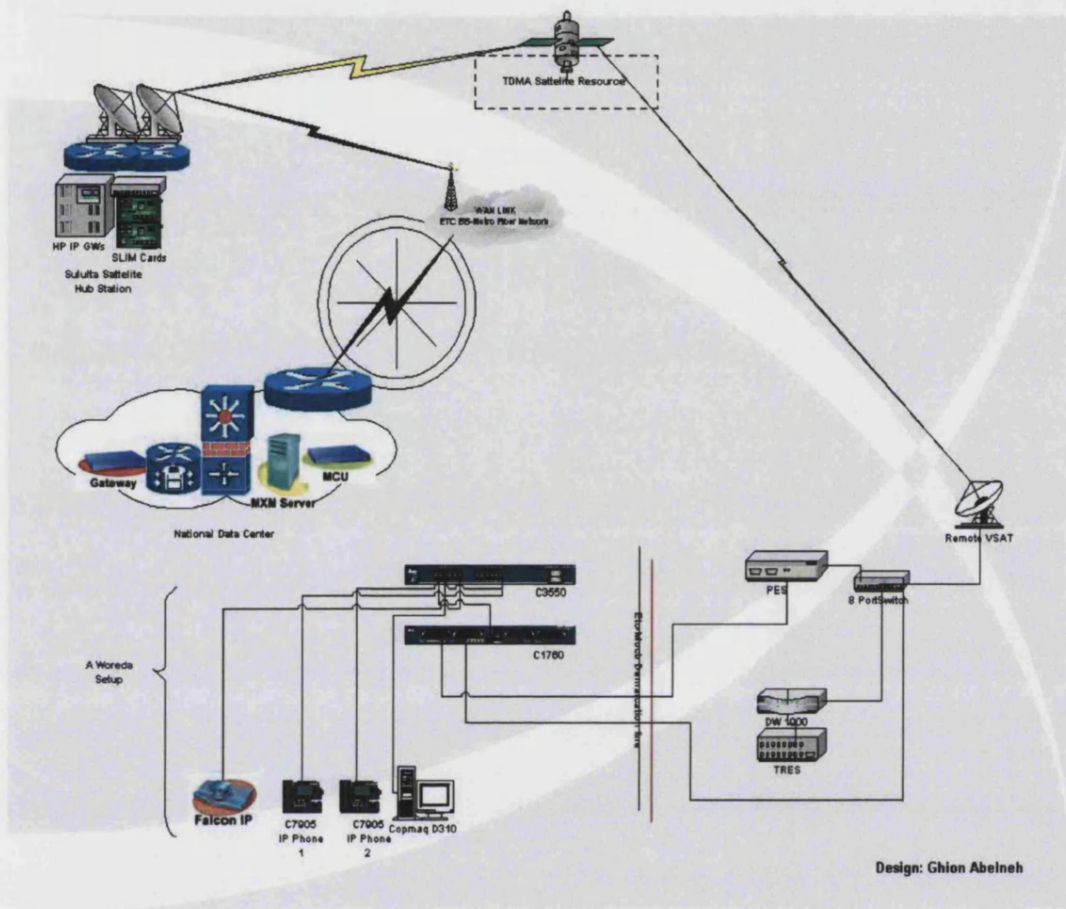 TDMA Sattelite Resource
WAN LINK
ETC BB-Metro Fiber Network
HP IP GWs
SLIM Cards
Sululta Sattelite
Hub Station
Gateway
MXM Server
MCU
National Data Center
Remote VSAT
PES
8 PortSwitch
C3550
C1760
A Woreda
Setup
DW 1000
TRES
Falcon IP
C7905
IP Phone
1
C7905
IP Phone
2
Copmaq D310
Design: Ghion Abelneh